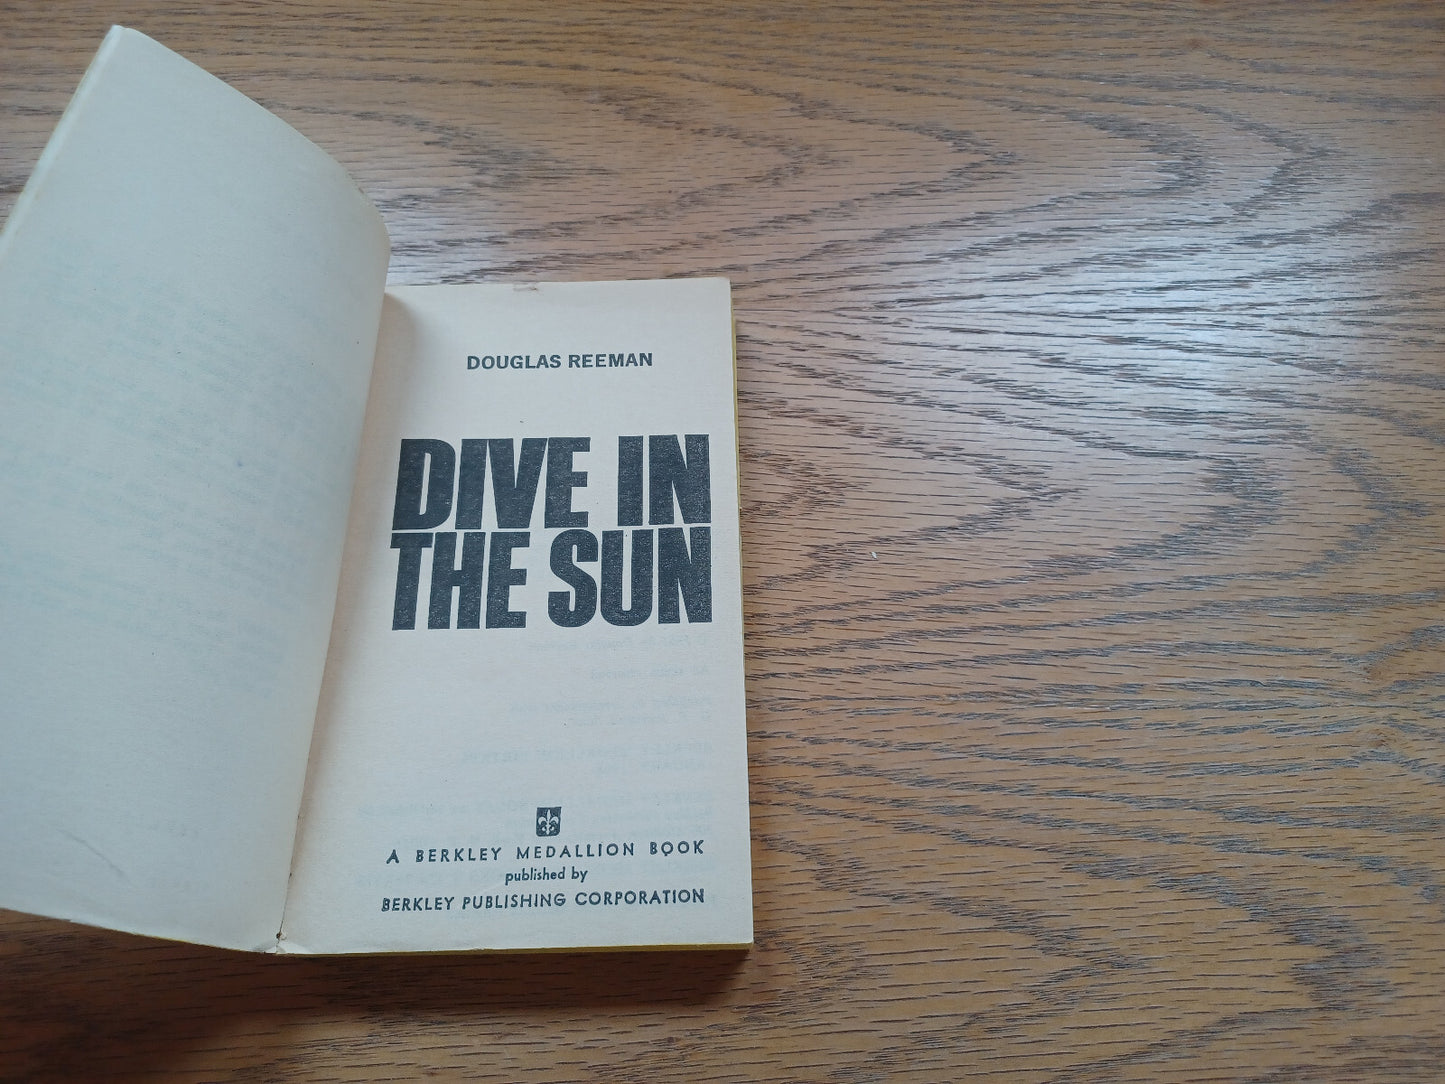 DOUGLAS REEMAN
DIVE IN
THE SUN
A BERKLEY MEDALLION BOOK
published by
BERKLEY PUBLISHING CORPORATION